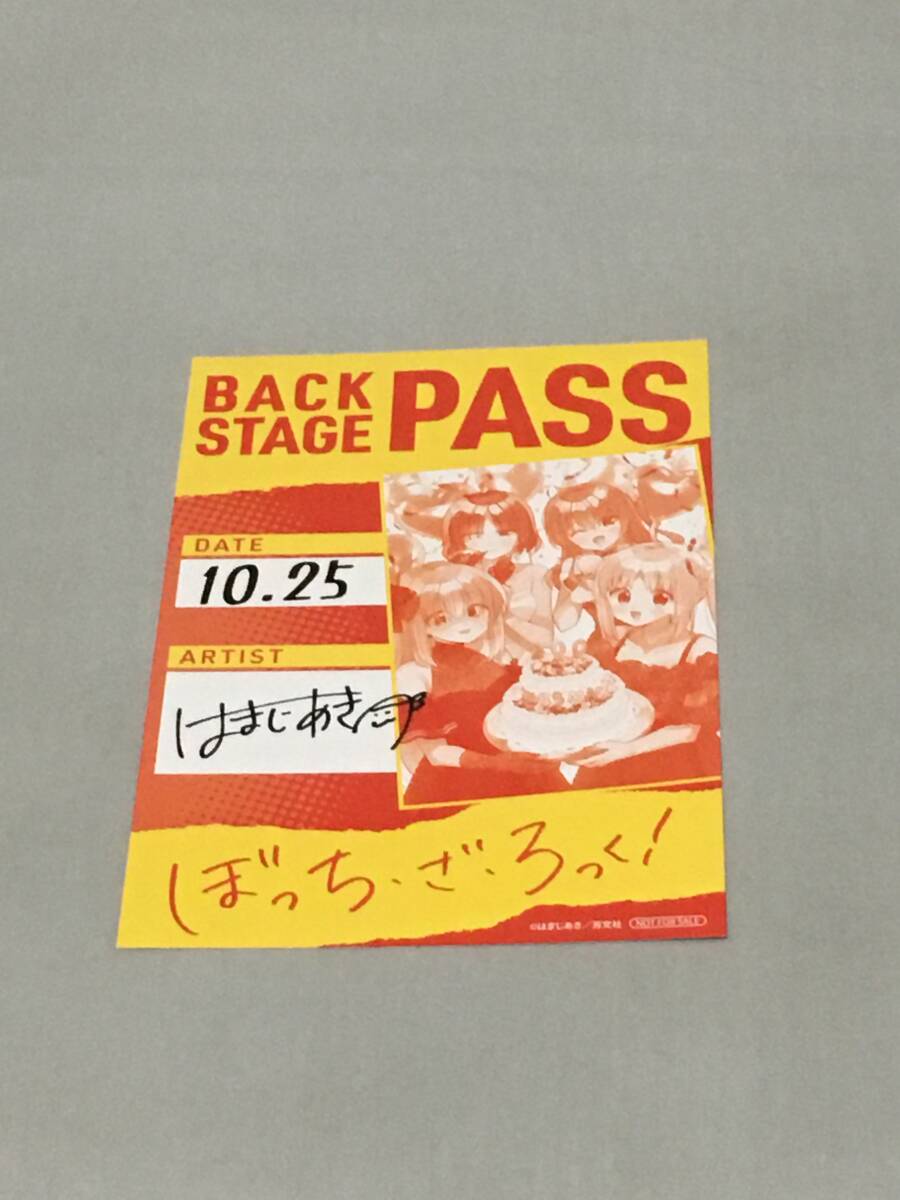 BACK
STAGE
PASS
DATE
10.25
ARTIST
はまじあき
ぼっち・ざ・ろっく!
©はまじあき/芳文社
NOT FOR SALE